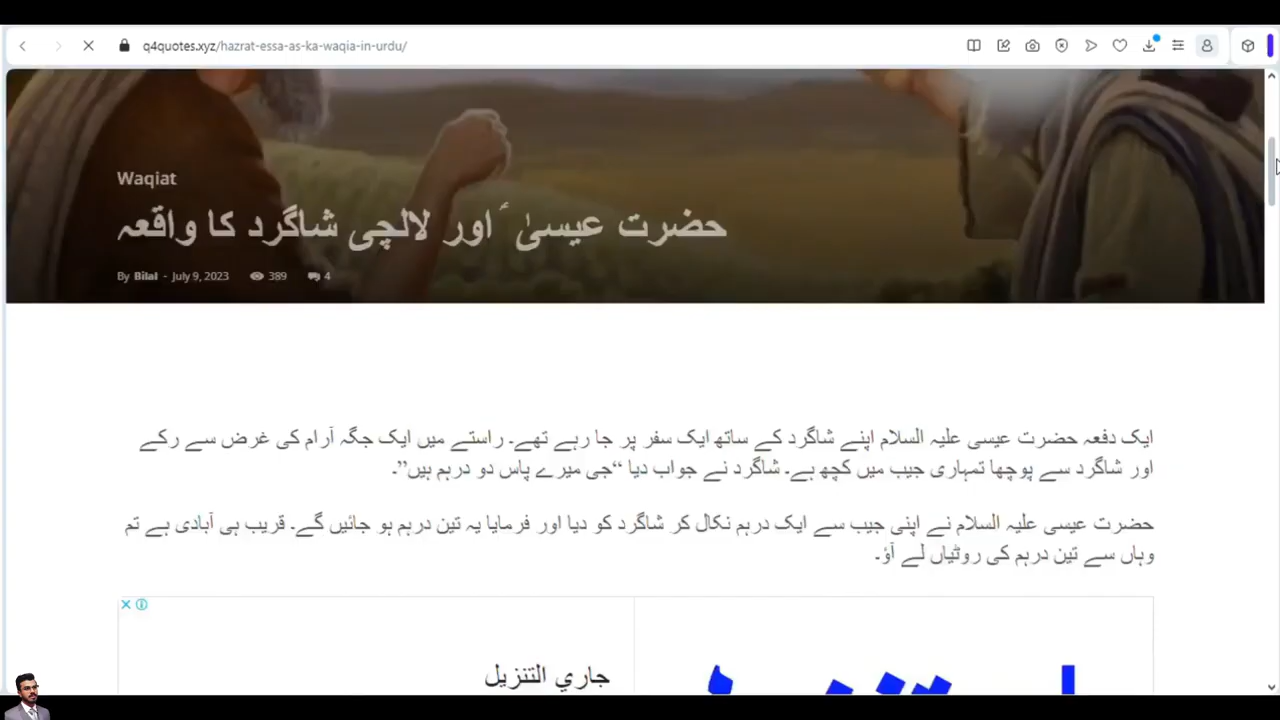 q4quotes.xyz/hazrat-essa-as-ka-waqia-in-urdu/
Waqiat
حضرت عیسیٰ ؑ اور لالچی شاگرد کا واقعہ
By Bilal - July 9, 2023 389 4
ایک دفعہ حضرت عیسی علیہ السلام اپنے شاگرد کے ساتھ ایک سفر پر جا رہے تھے۔ راستے میں ایک جگہ آرام کی غرض سے رکے
اور شاگرد سے پوچھا تمہاری جیب میں کچھ ہے۔ شاگرد نے جواب دیا “جی میرے پاس دو درہم ہیں”۔
حضرت عیسی علیہ السلام نے اپنی جیب سے ایک درہم نکال کر شاگرد کو دیا اور فرمایا یہ تین درہم ہو جائیں گے۔ قریب ہی آبادی ہے تم
وہاں سے تین درہم کی روٹیاں لے آؤ۔
جاري التنزيل